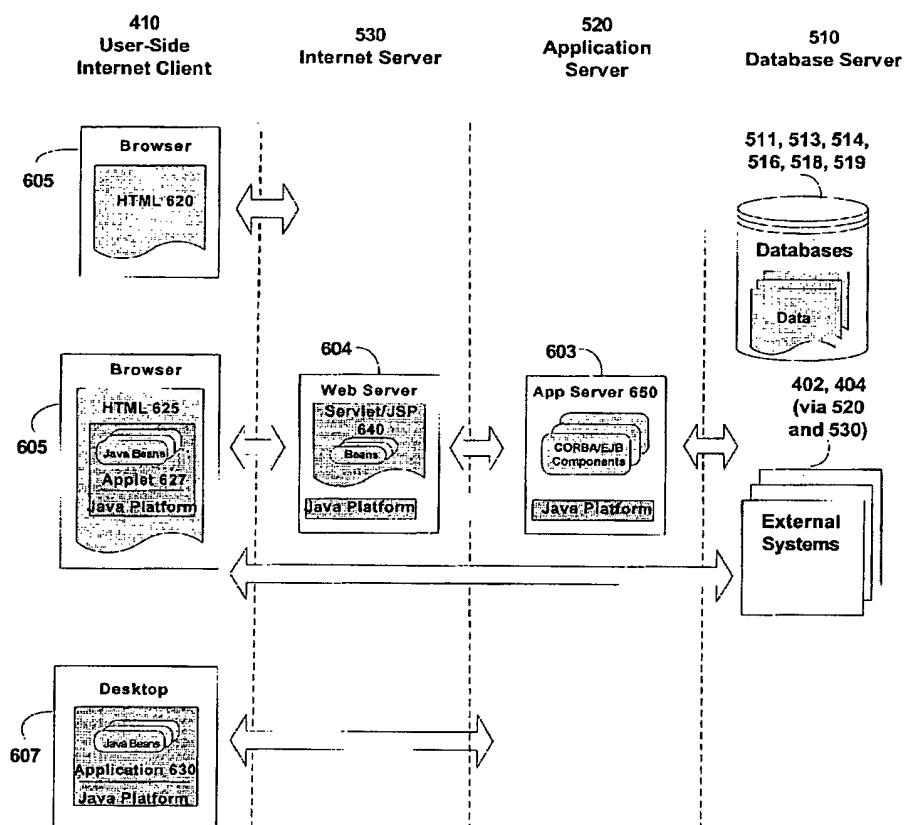 410
User-Side
Internet Client
530
Internet Server
520
Application
Server
510
Database Server
605
Browser
HTML 620
511, 513, 514,
516, 518, 519
Databases
Data
605
Browser
HTML 625
Java Beans
Applet 627
Java Platform
604
Web Server
Servlet/JSP
640
Beans
Java Platform
603
App Server 650
CORBA/EJB
Components
Java Platform
402, 404
(via 520
and 530)
External
Systems
607
Desktop
Java Beans
Application 630
Java Platform